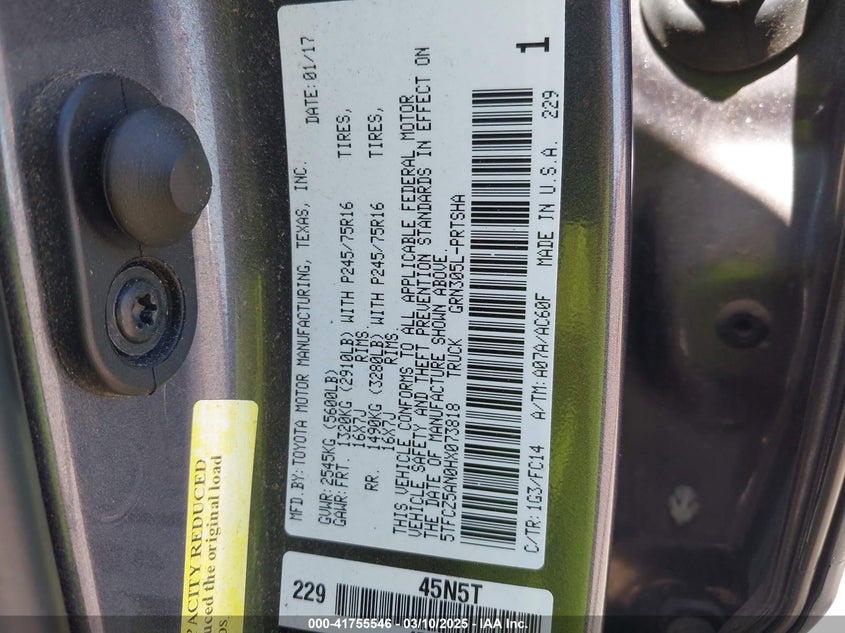 MFD.BY:TOYOTA MOTOR MANUFACTURING, TEXAS, INC. DATE:01/17
GVWR:2545KG (5600LB)
GAWR:FRT. 1320KG (2910LB) WITH P245/75R16 TIRES,
16X7J RIMS,
RR. 1490KG (3280LB) WITH P245/75R16 TIRES,
16X7J RIMS.
THIS VEHICLE CONFORMS TO ALL APPLICABLE FEDERAL MOTOR
VEHICLE SAFETY AND THEFT PREVENTION STANDARDS IN EFFECT ON
THE DATE OF MANUFACTURE SHOWN ABOVE.
5TFCZ5AN0HX073818 TRUCK GRN305L-PRTSHA
1
C/TR:1G3/FC14 A/TM:A07A/AC60F MADE IN U.S.A. 229
229 45N5T
PACITY REDUCED
uced the original load
000-41755546 - 03/10/2025 - IAA Inc.